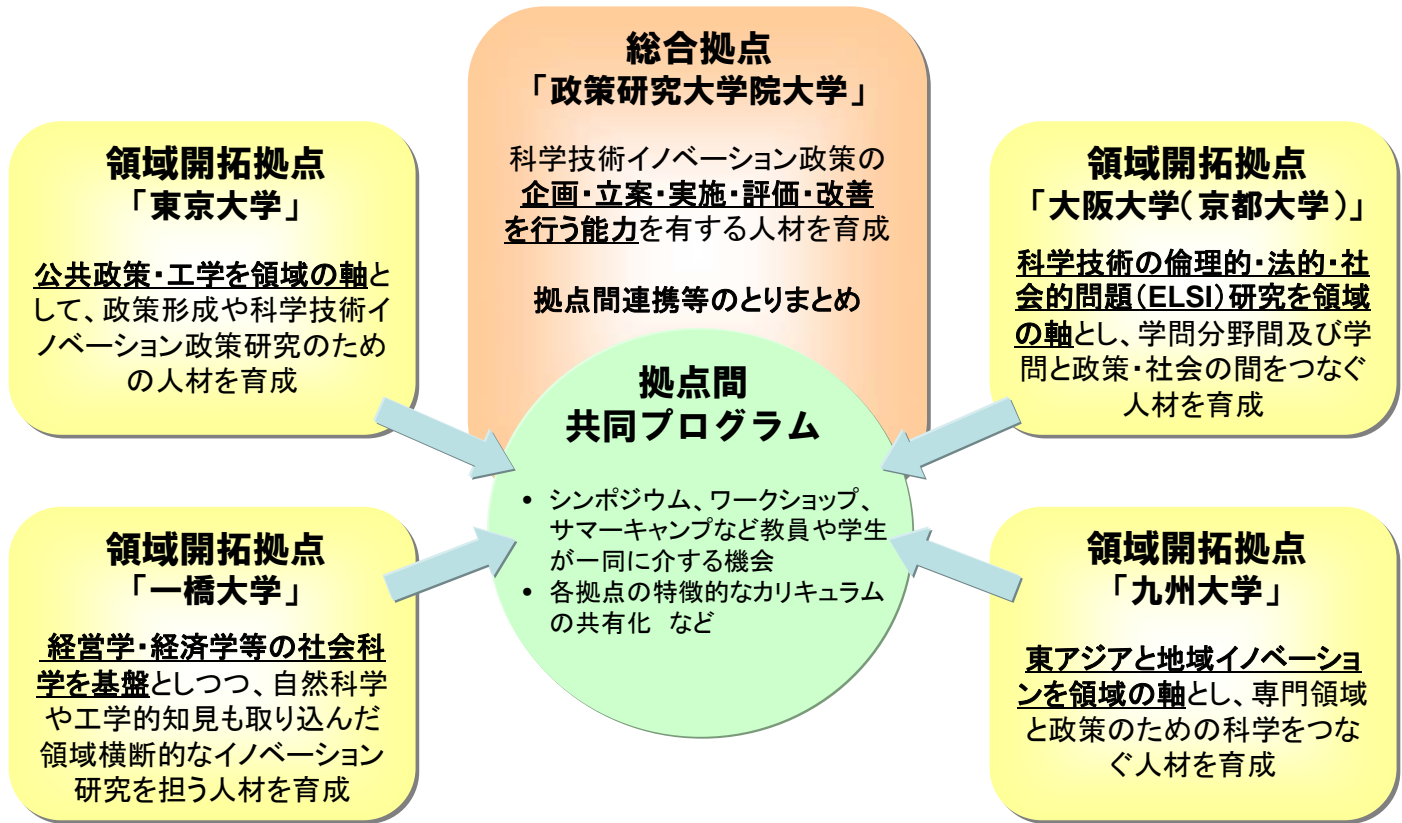 総合拠点
「政策研究大学院大学」
科学技術イノベーション政策の
企画・立案・実施・評価・改善
を行う能力を有する人材を育成
拠点間連携等のとりまとめ
領域開拓拠点
「東京大学」
公共政策・工学を領域の軸と
して、政策形成や科学技術イ
ノベーション政策研究のため
の人材を育成
領域開拓拠点
「大阪大学(京都大学)」
科学技術の倫理的・法的・社
会的問題(ELSI)研究を領域
の軸とし、学問分野間及び学
問と政策・社会の間をつなぐ
人材を育成
拠点間
共同プログラム
• シンポジウム、ワークショップ、
サマーキャンプなど教員や学生
が一同に介する機会
• 各拠点の特徴的なカリキュラム
の共有化 など
領域開拓拠点
「一橋大学」
経営学・経済学等の社会科
学を基盤としつつ、自然科学
や工学的知見も取り込んだ
領域横断的なイノベーション
研究を担う人材を育成
領域開拓拠点
「九州大学」
東アジアと地域イノベーショ
ンを領域の軸とし、専門領域
と政策のための科学をつな
ぐ人材を育成